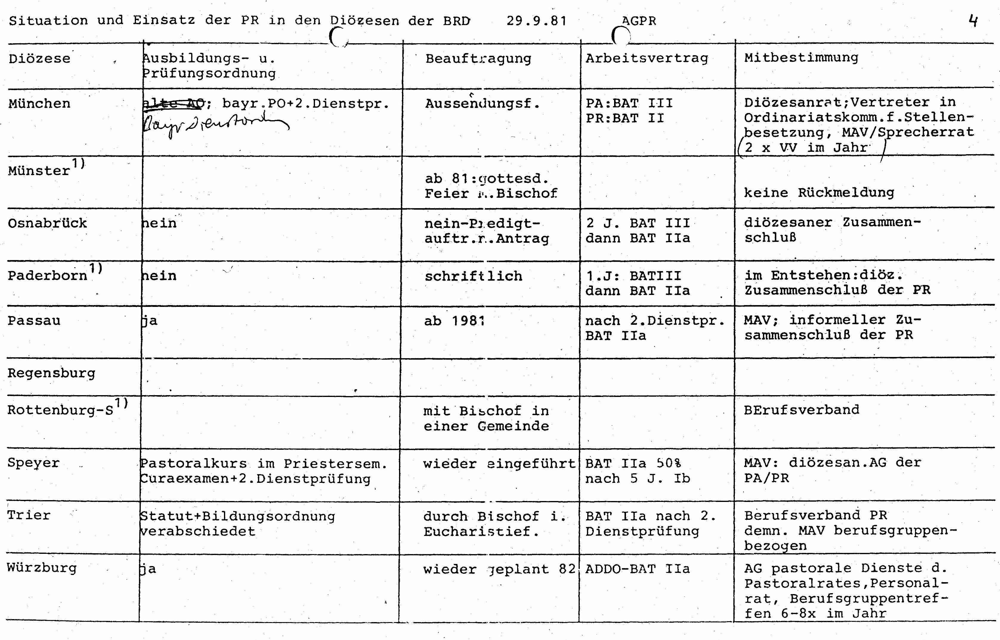 Situation und Einsatz der PR in den Diözesen der BRD 29.9.81 AGPR 4
Diözese Ausbildungs- u. Beauftragung Arbeitsvertrag Mitbestimmung
Prüfungsordnung
München alte AO; bayr.PO+2.Dienstpr. Aussendungsf. PA:BAT III Diözesanrat;Vertreter in
Bayr PR:BAT II Ordinariatskomm.f.Stellen-
besetzung, MAV/Sprecherrat
(2 x VV im Jahr )
Münster1)
ab 81:gottesd.
Feier m.Bischof keine Rückmeldung
Osnabrück nein nein-Predigt- 2 J. BAT III diözesaner Zusammen-
auftr.n.Antrag dann BAT IIa schluß
Paderborn1) nein schriftlich 1.J: BATIII im Entstehen:diöz.
dann BAT IIa Zusammenschluß der PR
Passau ja ab 1981 nach 2.Dienstpr. MAV; informeller Zu-
BAT IIa sammenschluß der PR
Regensburg
Rottenburg-S1) mit Bischof in BErufsverband
einer Gemeinde
Speyer Pastoralkurs im Priestersem. wieder eingeführt BAT IIa 50% MAV: diözesan.AG der
Curaexamen+2.Dienstprüfung nach 5 J. Ib PA/PR
Trier Statut+Bildungsordnung durch Bischof i. BAT IIa nach 2. Berufsverband PR
verabschiedet Eucharistief. Dienstprüfung demn. MAV berufsgruppen-
bezogen
Würzburg ja wieder geplant 82 ADDO-BAT IIa AG pastorale Dienste d.
Pastoralrates,Personal-
rat, Berufsgruppentref-
fen 6-8x im Jahr